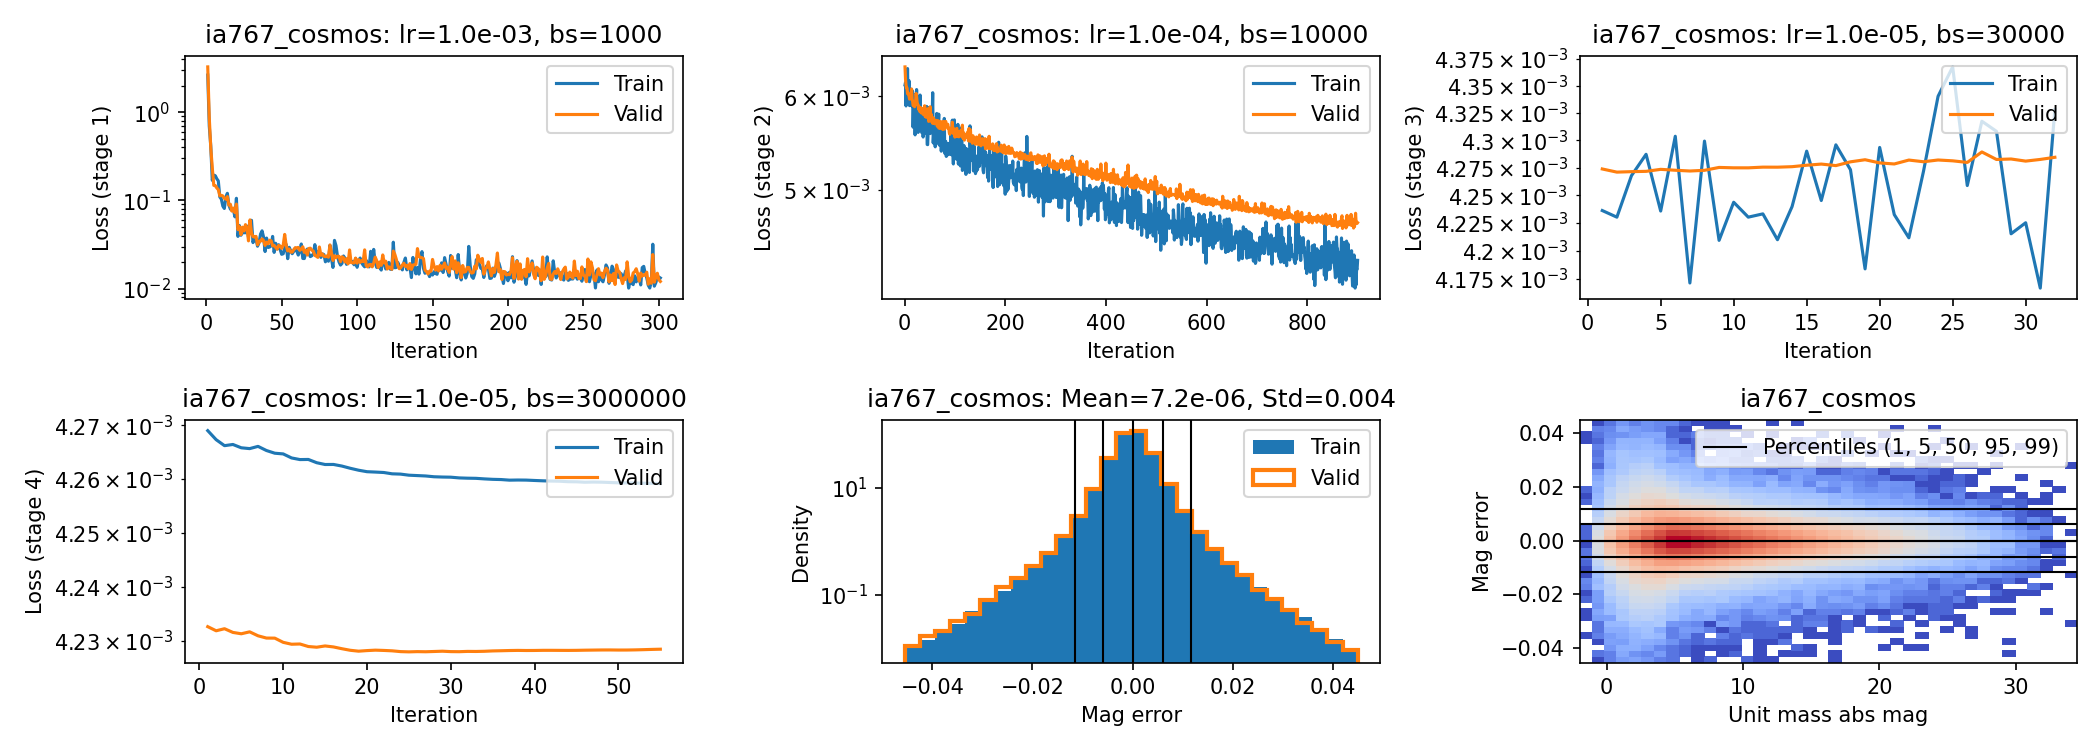 ia767_cosmos: lr=1.0e-03, bs=1000
Loss (stage 1)
10⁰
10⁻¹
10⁻²
Train
Valid
0 50 100 150 200 250 300
Iteration
ia767_cosmos: lr=1.0e-04, bs=10000
Loss (stage 2)
6 × 10⁻³
5 × 10⁻³
Train
Valid
0 200 400 600 800
Iteration
ia767_cosmos: lr=1.0e-05, bs=30000
Loss (stage 3)
4.375 × 10⁻³
4.35 × 10⁻³
4.325 × 10⁻³
4.3 × 10⁻³
4.275 × 10⁻³
4.25 × 10⁻³
4.225 × 10⁻³
4.2 × 10⁻³
4.175 × 10⁻³
Train
Valid
0 5 10 15 20 25 30
Iteration
ia767_cosmos: lr=1.0e-05, bs=3000000
Loss (stage 4)
4.27 × 10⁻³
4.26 × 10⁻³
4.25 × 10⁻³
4.24 × 10⁻³
4.23 × 10⁻³
Train
Valid
0 10 20 30 40 50
Iteration
ia767_cosmos: Mean=7.2e-06, Std=0.004
Density
10¹
10⁻¹
Train
Valid
−0.04 −0.02 0.00 0.02 0.04
Mag error
ia767_cosmos
Mag error
0.04
0.02
0.00
−0.02
−0.04
Percentiles (1, 5, 50, 95, 99)
0 10 20 30
Unit mass abs mag